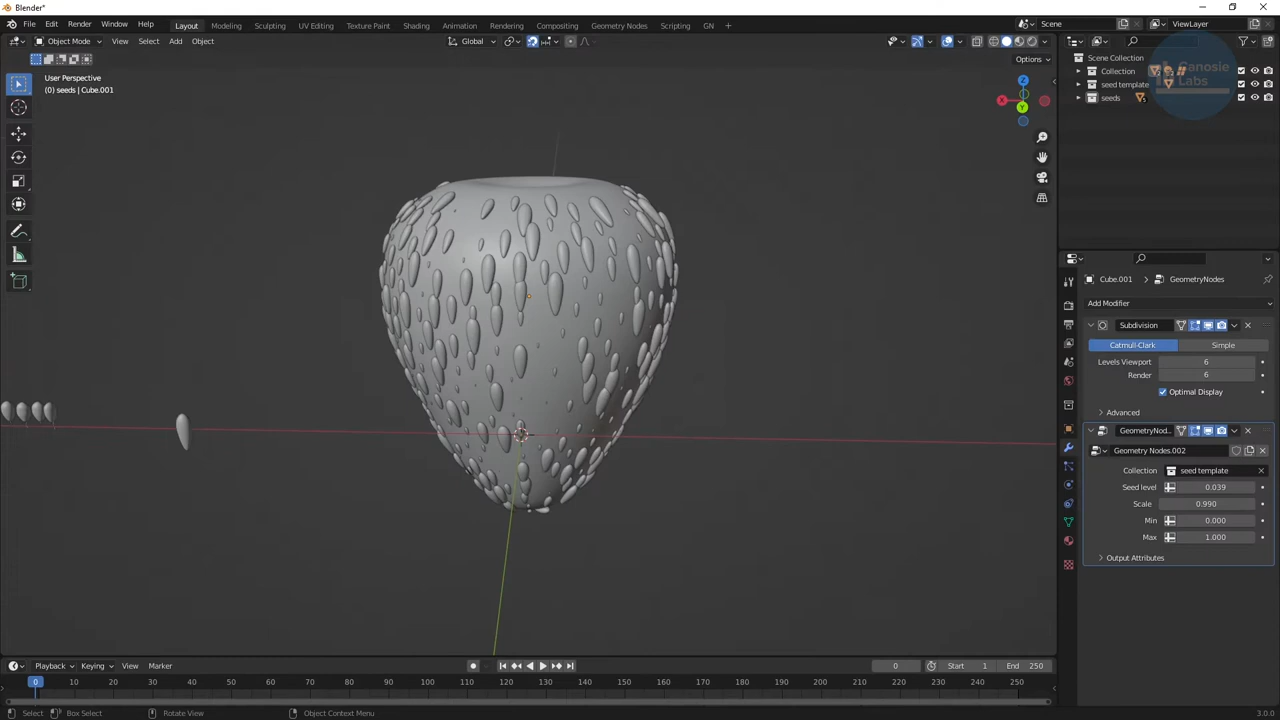 Blender*
File Edit Render Window Help Layout Modeling Sculpting UV Editing Texture Paint Shading Animation Rendering Compositing Geometry Nodes Scripting GN + Scene ViewLayer
Object Mode View Select Add Object Global
Options
User Perspective
(0) seeds | Cube.001
X
Y
Z
Scene Collection
Collection
seed template
seeds
Canosie
Labs
Cube.001 > GeometryNodes
Add Modifier
Subdivision
Catmull-Clark Simple
Levels Viewport 6
Render 6
Optimal Display
Advanced
GeometryNod..
Geometry Nodes.002
Collection seed template
Seed level 0.039
Scale 0.990
Min 0.000
Max 1.000
Output Attributes
Playback Keying View Marker 0 Start 1 End 250
0 10 20 30 40 50 60 70 80 90 100 110 120 130 140 150 160 170 180 190 200 210 220 230 240 250
Select Box Select Rotate View Object Context Menu 3.0.0